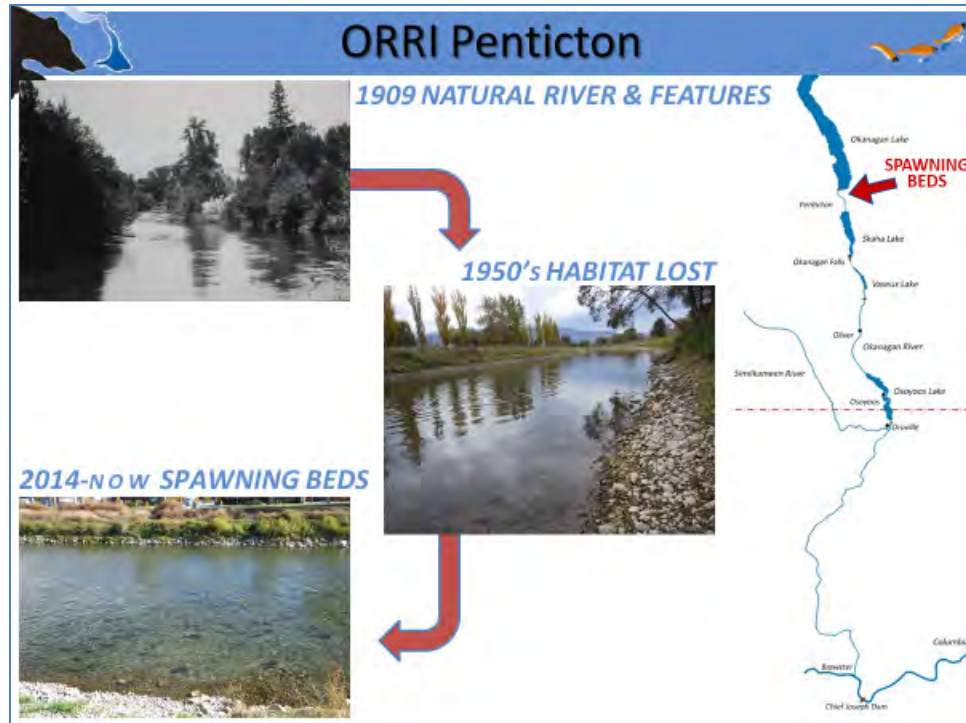 ORRI Penticton
1909 NATURAL RIVER & FEATURES
1950's HABITAT LOST
2014-NOW SPAWNING BEDS
Okanagan Lake
SPAWNING
BEDS
Penticton
Skaha Lake
Okanagan Falls
Vaseux Lake
Oliver
Okanagan River
Similkameen River
Osoyoos Lake
Osoyoos
Oroville
Columbia
Brewster
Chief Joseph Dam